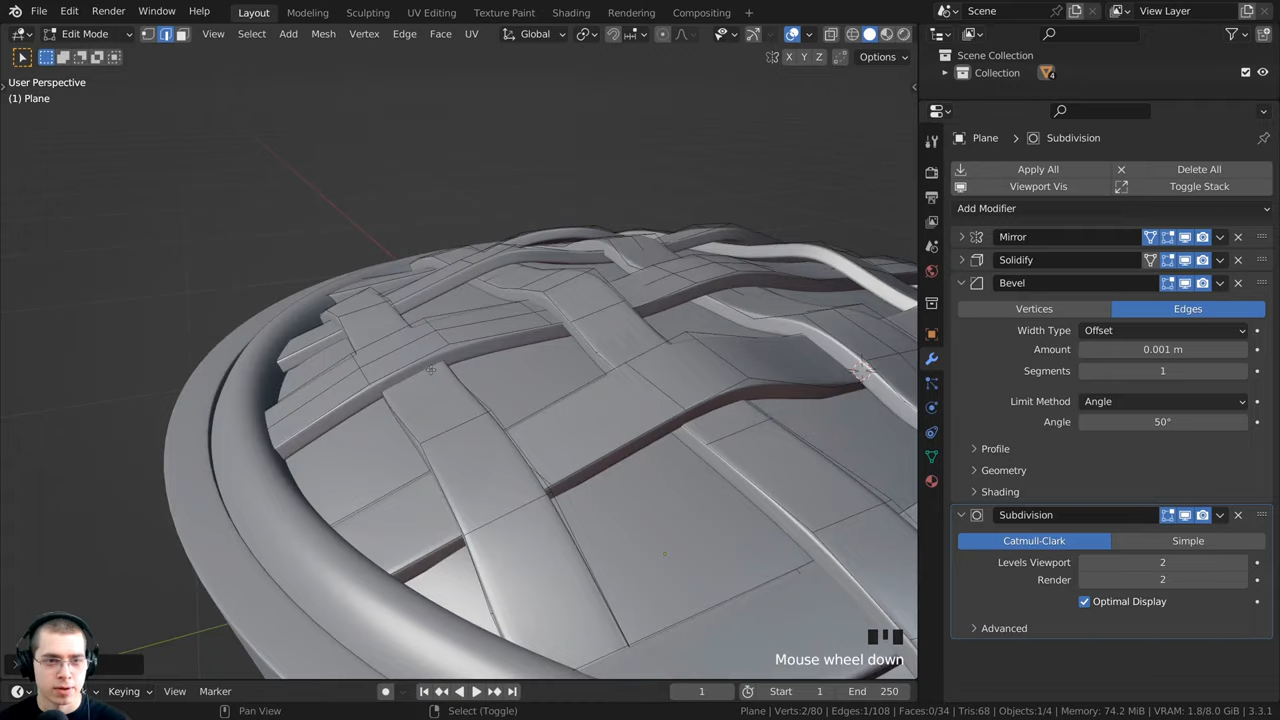 File Edit Render Window Help Layout Modeling Sculpting UV Editing Texture Paint Shading Rendering Compositing Scene View Layer
Edit Mode View Select Add Mesh Vertex Edge Face UV Global
X Y Z Options
User Perspective
(1) Plane
Scene Collection
Collection 4
Plane Subdivision
Apply All Delete All
Viewport Vis Toggle Stack
Add Modifier
Mirror
Solidify
Bevel
Vertices Edges
Width Type Offset
Amount 0.001 m
Segments 1
Limit Method Angle
Angle 50°
Profile
Geometry
Shading
Subdivision
Catmull-Clark Simple
Levels Viewport 2
Render 2
Optimal Display
Advanced
Mouse wheel down
Keying View Marker 1 Start 1 End 250
Pan View Select (Toggle) Plane | Verts:2/80 | Edges:1/108 | Faces:0/34 | Tris:68 | Objects:1/4 | Memory: 74.2 MiB | VRAM: 1.8/8.0 GiB | 3.3.1